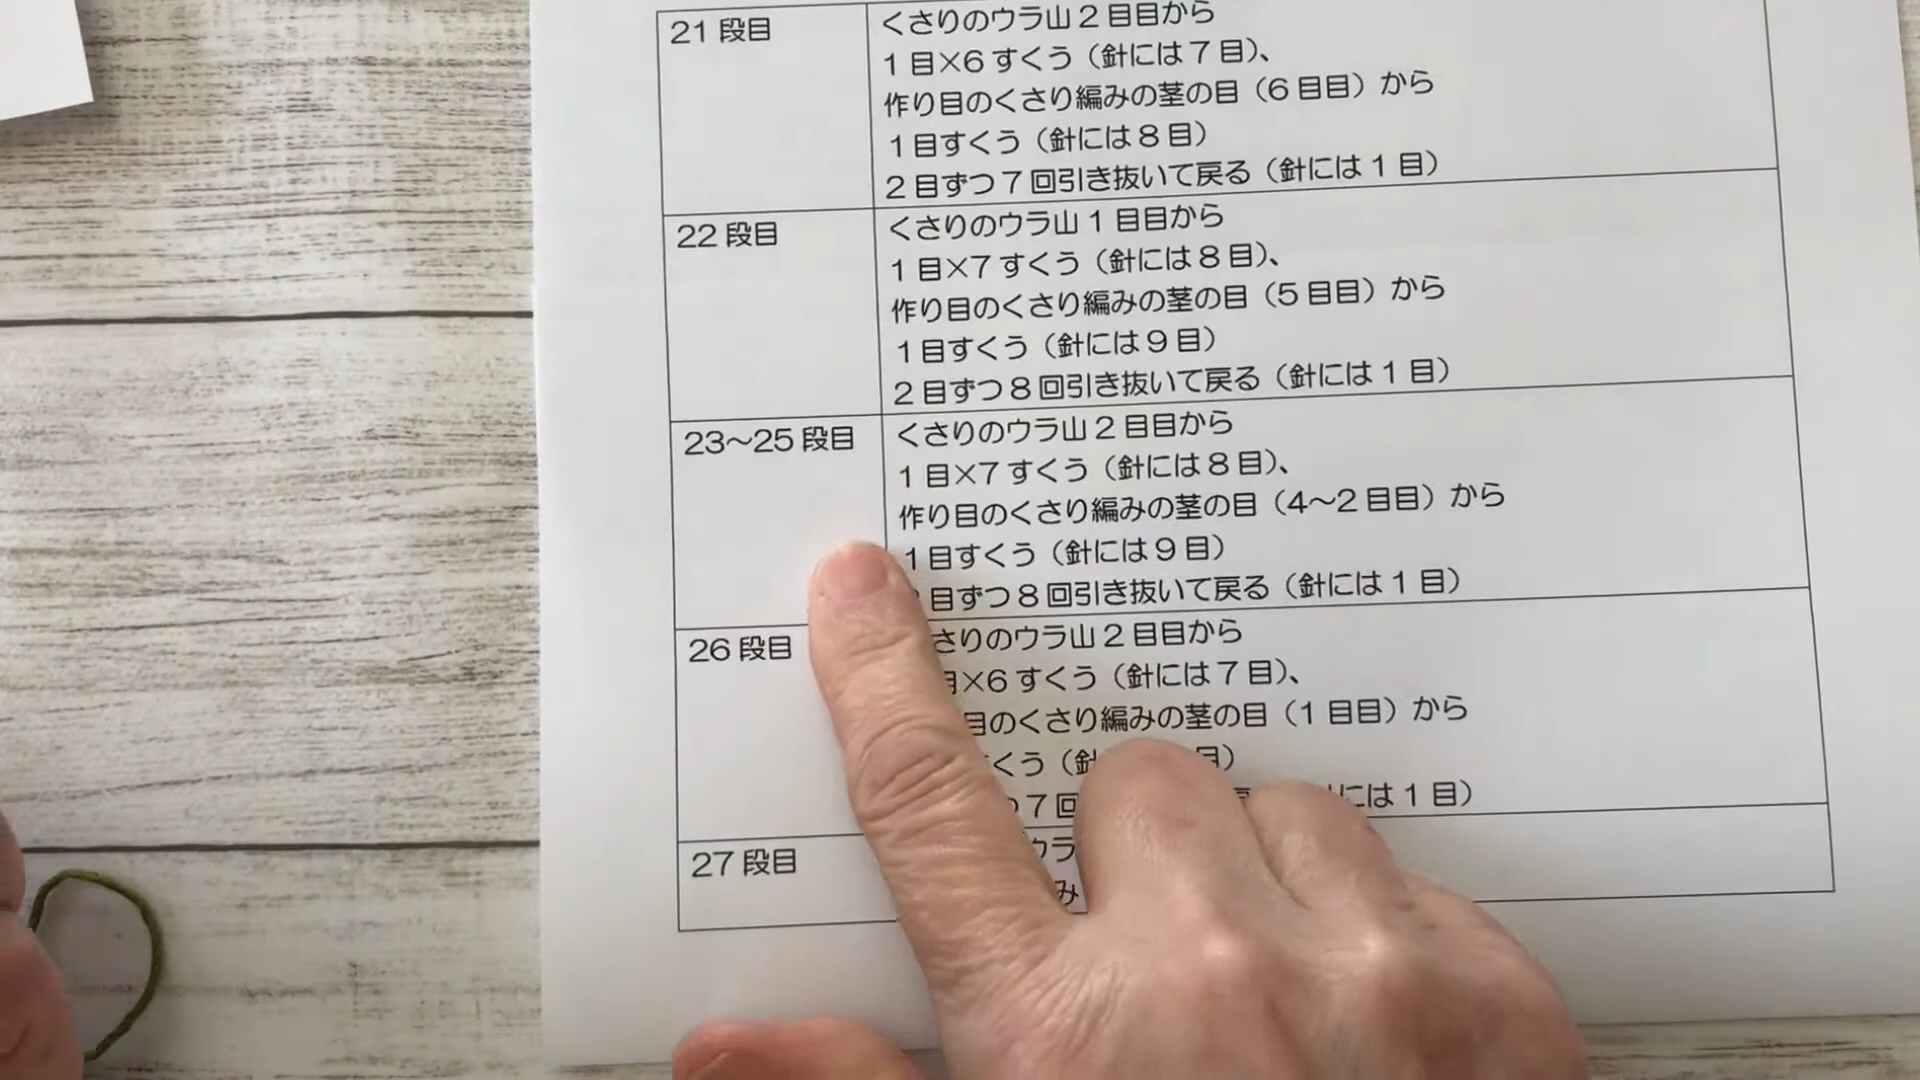 21 段目
くさりのウラ山 2 目目から
1 目×6 すくう（針には 7 目）、
作り目のくさり編みの茎の目（6 目目）から
1 目すくう（針には 8 目）
2 目ずつ 7 回引き抜いて戻る（針には 1 目）
22 段目
くさりのウラ山 1 目目から
1 目×7 すくう（針には 8 目）、
作り目のくさり編みの茎の目（5 目目）から
1 目すくう（針には 9 目）
2 目ずつ 8 回引き抜いて戻る（針には 1 目）
23～25 段目
くさりのウラ山 2 目目から
1 目×7 すくう（針には 8 目）、
作り目のくさり編みの茎の目（4～2 目目）から
1 目すくう（針には 9 目）
目ずつ 8 回引き抜いて戻る（針には 1 目）
26 段目
さりのウラ山 2 目目から
目×6 すくう（針には 7 目）、
目のくさり編みの茎の目（1 目目）から
くう（針 目）
7 回 には 1 目）
27 段目
ウラ
み